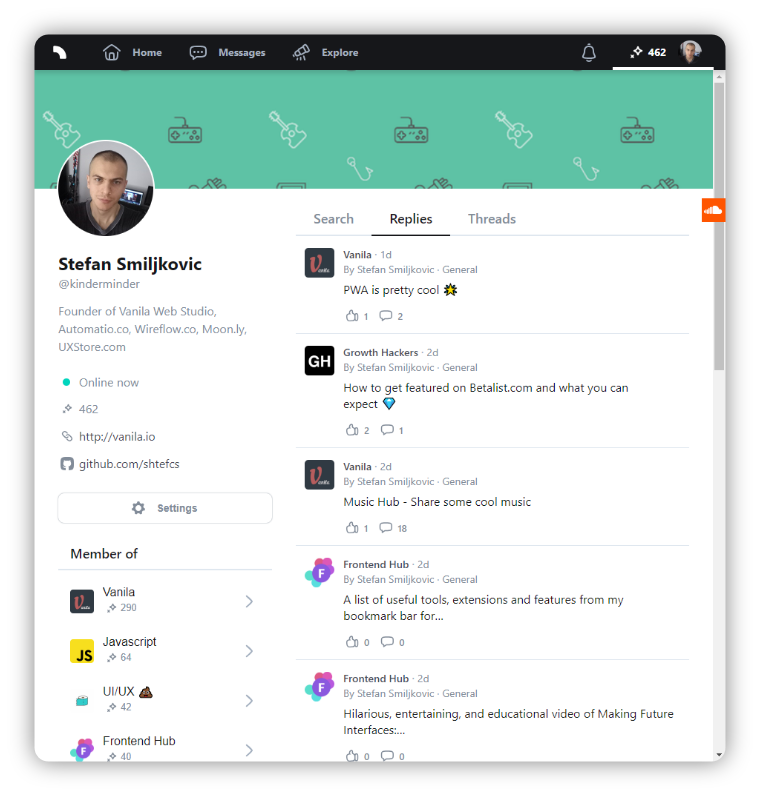 Home
Messages
Explore
462
Stefan Smiljkovic
@kinderminder
Founder of Vanila Web Studio,
Automatio.co, Wireflow.co, Moon.ly,
UXStore.com
Online now
462
http://vanila.io
github.com/shtefcs
Settings
Member of
Vanila
290
JS
Javascript
64
UI/UX 💩
42
F
Frontend Hub
40
Search
Replies
Threads
Vanila · 1d
By Stefan Smiljkovic · General
PWA is pretty cool 🌟
1 2
GH
Growth Hackers · 2d
By Stefan Smiljkovic · General
How to get featured on Betalist.com and what you can
expect 💎
2 1
Vanila · 2d
By Stefan Smiljkovic · General
Music Hub - Share some cool music
1 18
F
Frontend Hub · 2d
By Stefan Smiljkovic · General
A list of useful tools, extensions and features from my
bookmark bar for...
0 0
F
Frontend Hub · 2d
By Stefan Smiljkovic · General
Hilarious, entertaining, and educational video of Making Future
Interfaces:...
0 0